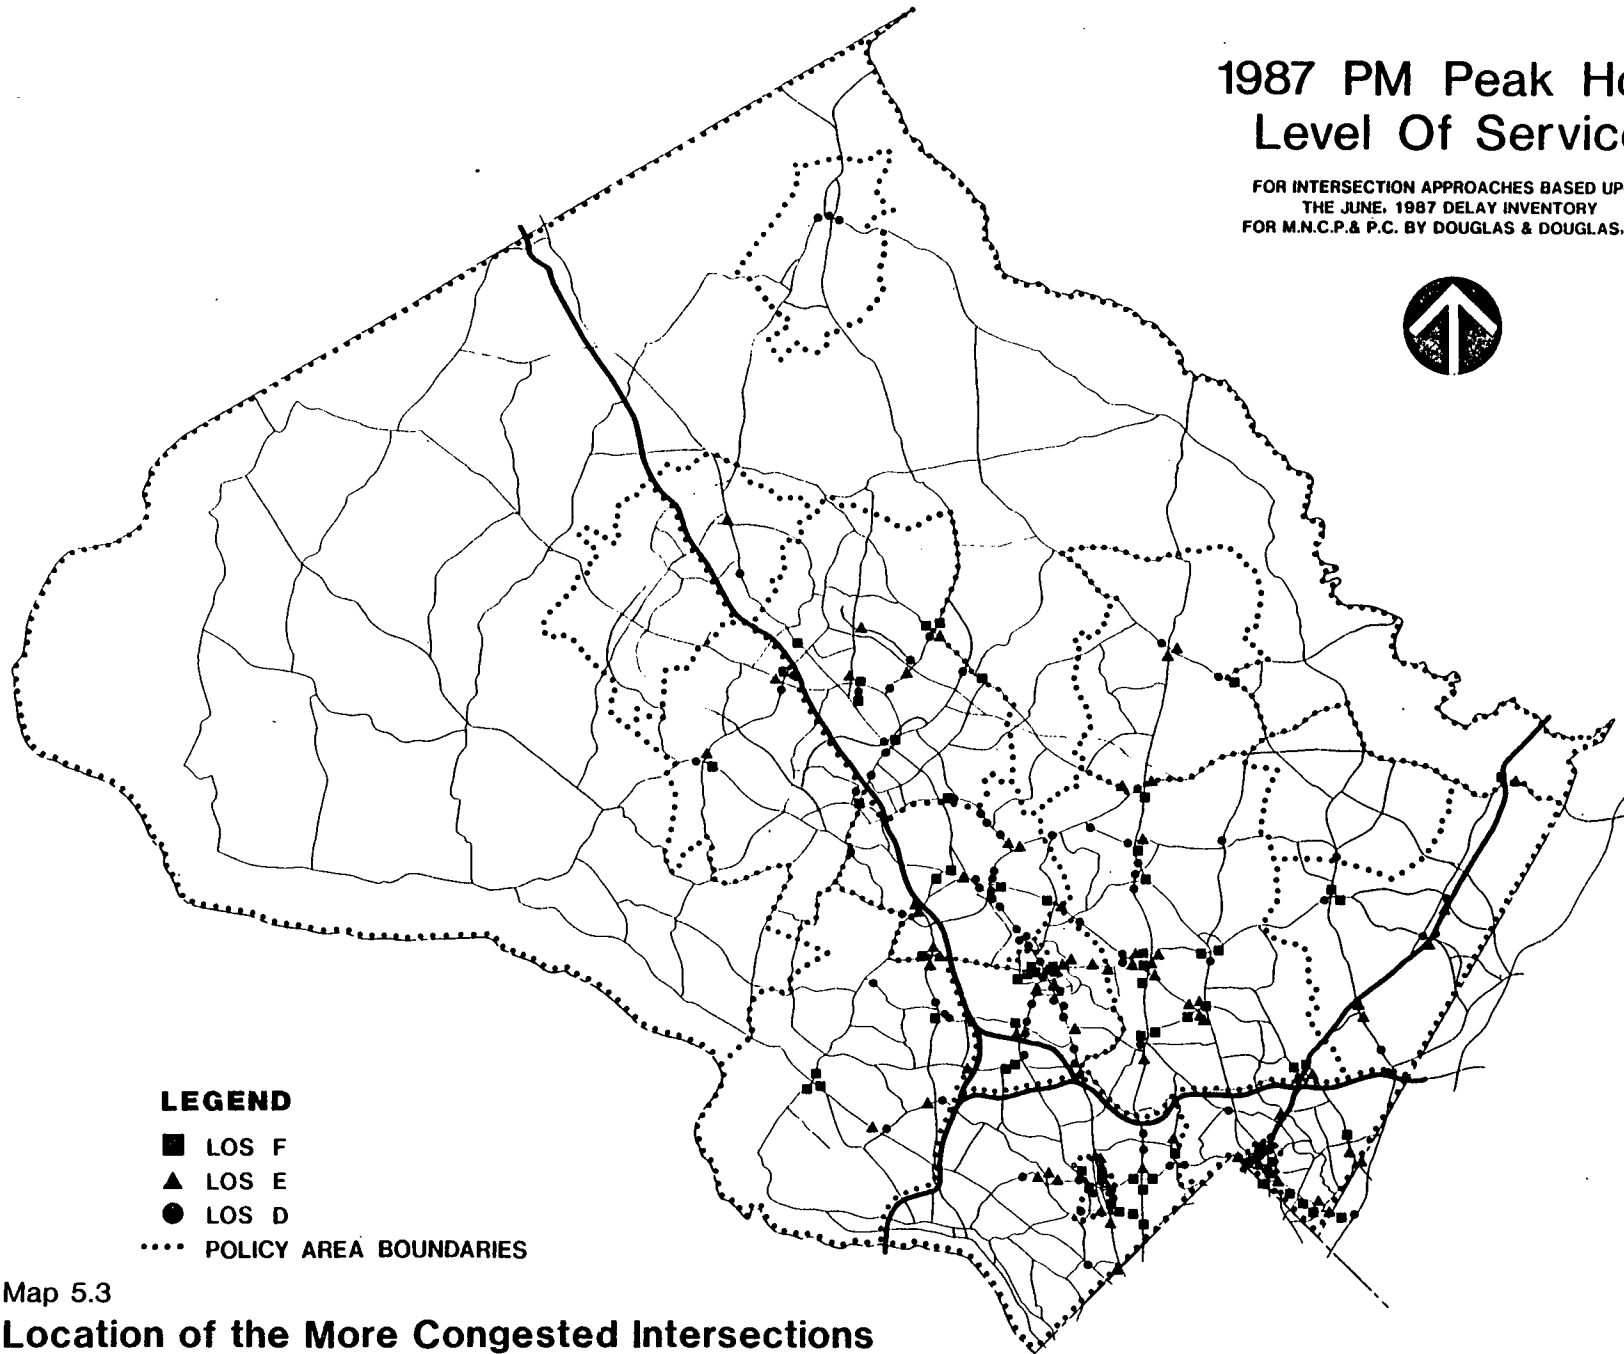 1987 PM Peak Ho
Level Of Service
FOR INTERSECTION APPROACHES BASED UP
THE JUNE, 1987 DELAY INVENTORY
FOR M.N.C.P.& P.C. BY DOUGLAS & DOUGLAS,
LEGEND
LOS F
LOS E
LOS D
POLICY AREA BOUNDARIES
Map 5.3
Location of the More Congested Intersections